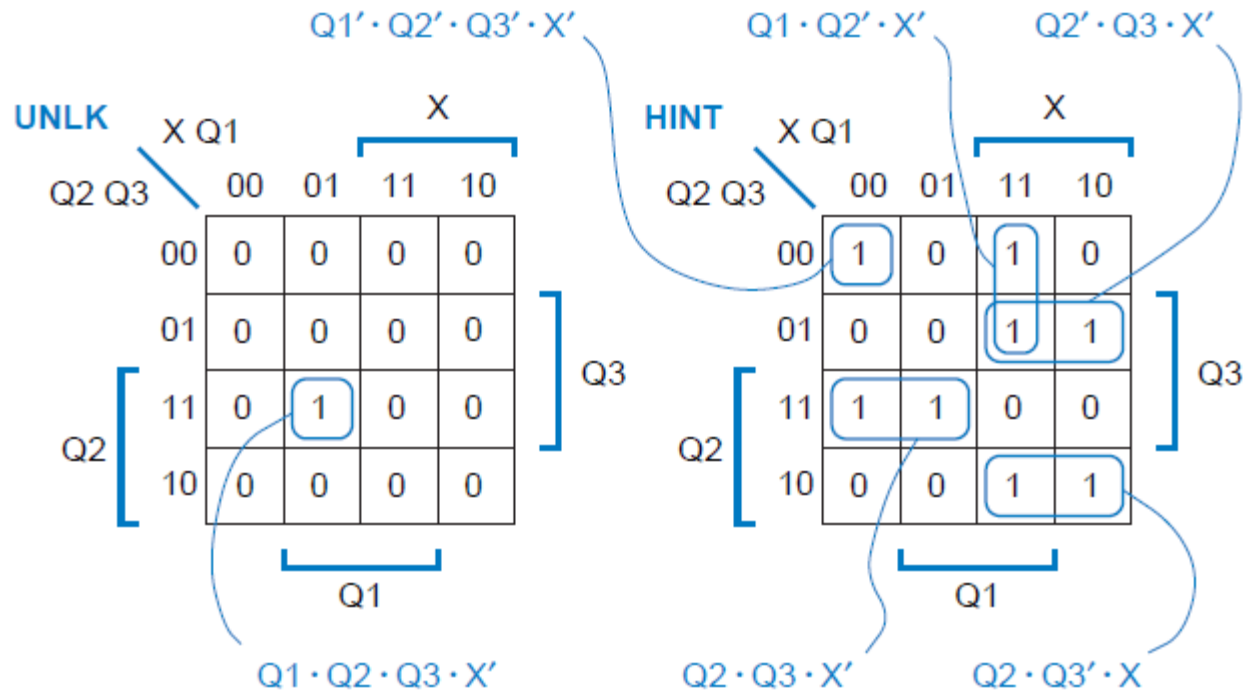 Q1′ · Q2′ · Q3′ · X′ Q1 · Q2′ · X′ Q2′ · Q3 · X′
UNLK
X Q1
X
Q2 Q3
00 01 11 10
00 0 0 0 0
01 0 0 0 0
11 0 1 0 0
10 0 0 0 0
Q2
Q3
Q1
Q1 · Q2 · Q3 · X′
HINT
X Q1
X
Q2 Q3
00 01 11 10
00 1 0 1 0
01 0 0 1 1
11 1 1 0 0
10 0 0 1 1
Q2
Q3
Q1
Q2 · Q3 · X′ Q2 · Q3′ · X